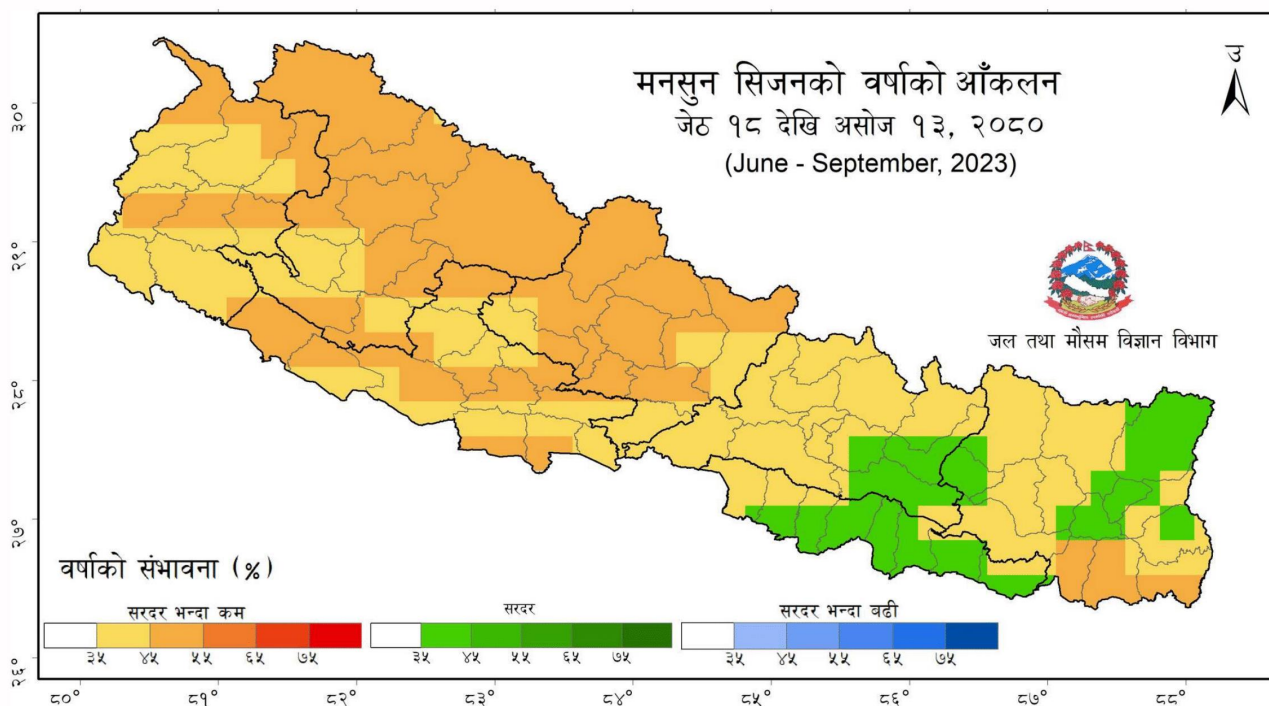 मनसुन सिजनको वर्षाको आँकलन
जेठ १८ देखि असोज १३, २०८०
(June - September, 2023)
उ
जल तथा मौसम विज्ञान विभाग
३०°
२९°
२८°
२७°
२६°
वर्षाको संभावना (%)
सरदर भन्दा कम
३५ ४५ ५५ ६५ ७५
सरदर
३५ ४५ ५५ ६५ ७५
सरदर भन्दा बढी
३५ ४५ ५५ ६५ ७५
८०° ८१° ८२° ८३° ८४° ८५° ८६° ८७° ८८°